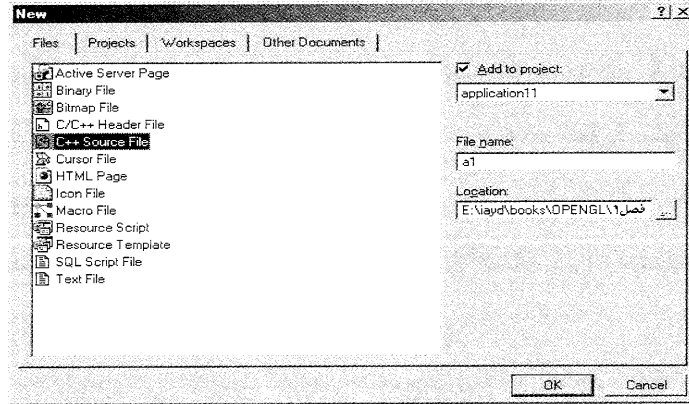 New
Files Projects Workspaces Other Documents
Active Server Page
Binary File
Bitmap File
C/C++ Header File
C++ Source File
Cursor File
HTML Page
Icon File
Macro File
Resource Script
Resource Template
SQL Script File
Text File
Add to project:
application11
File name:
a1
Location:
E:\iayd\books\OPENGL\فصل1
...
OK Cancel